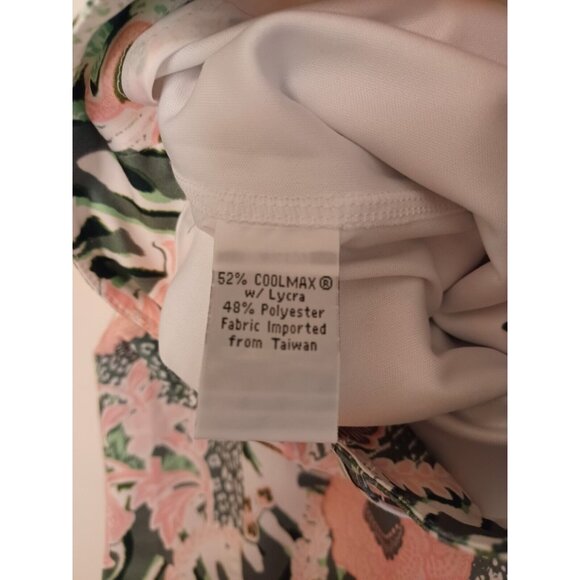 52% COOLMAX®
w/ Lycra
48% Polyester
Fabric Imported
from Taiwan